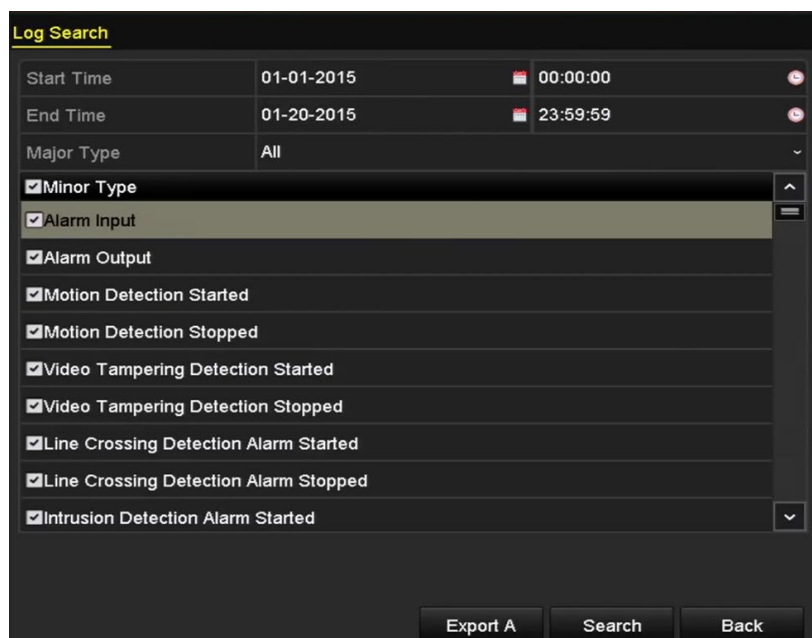 Log Search
Start Time 01-01-2015 00:00:00
End Time 01-20-2015 23:59:59
Major Type All
Minor Type
Alarm Input
Alarm Output
Motion Detection Started
Motion Detection Stopped
Video Tampering Detection Started
Video Tampering Detection Stopped
Line Crossing Detection Alarm Started
Line Crossing Detection Alarm Stopped
Intrusion Detection Alarm Started
Export A Search Back